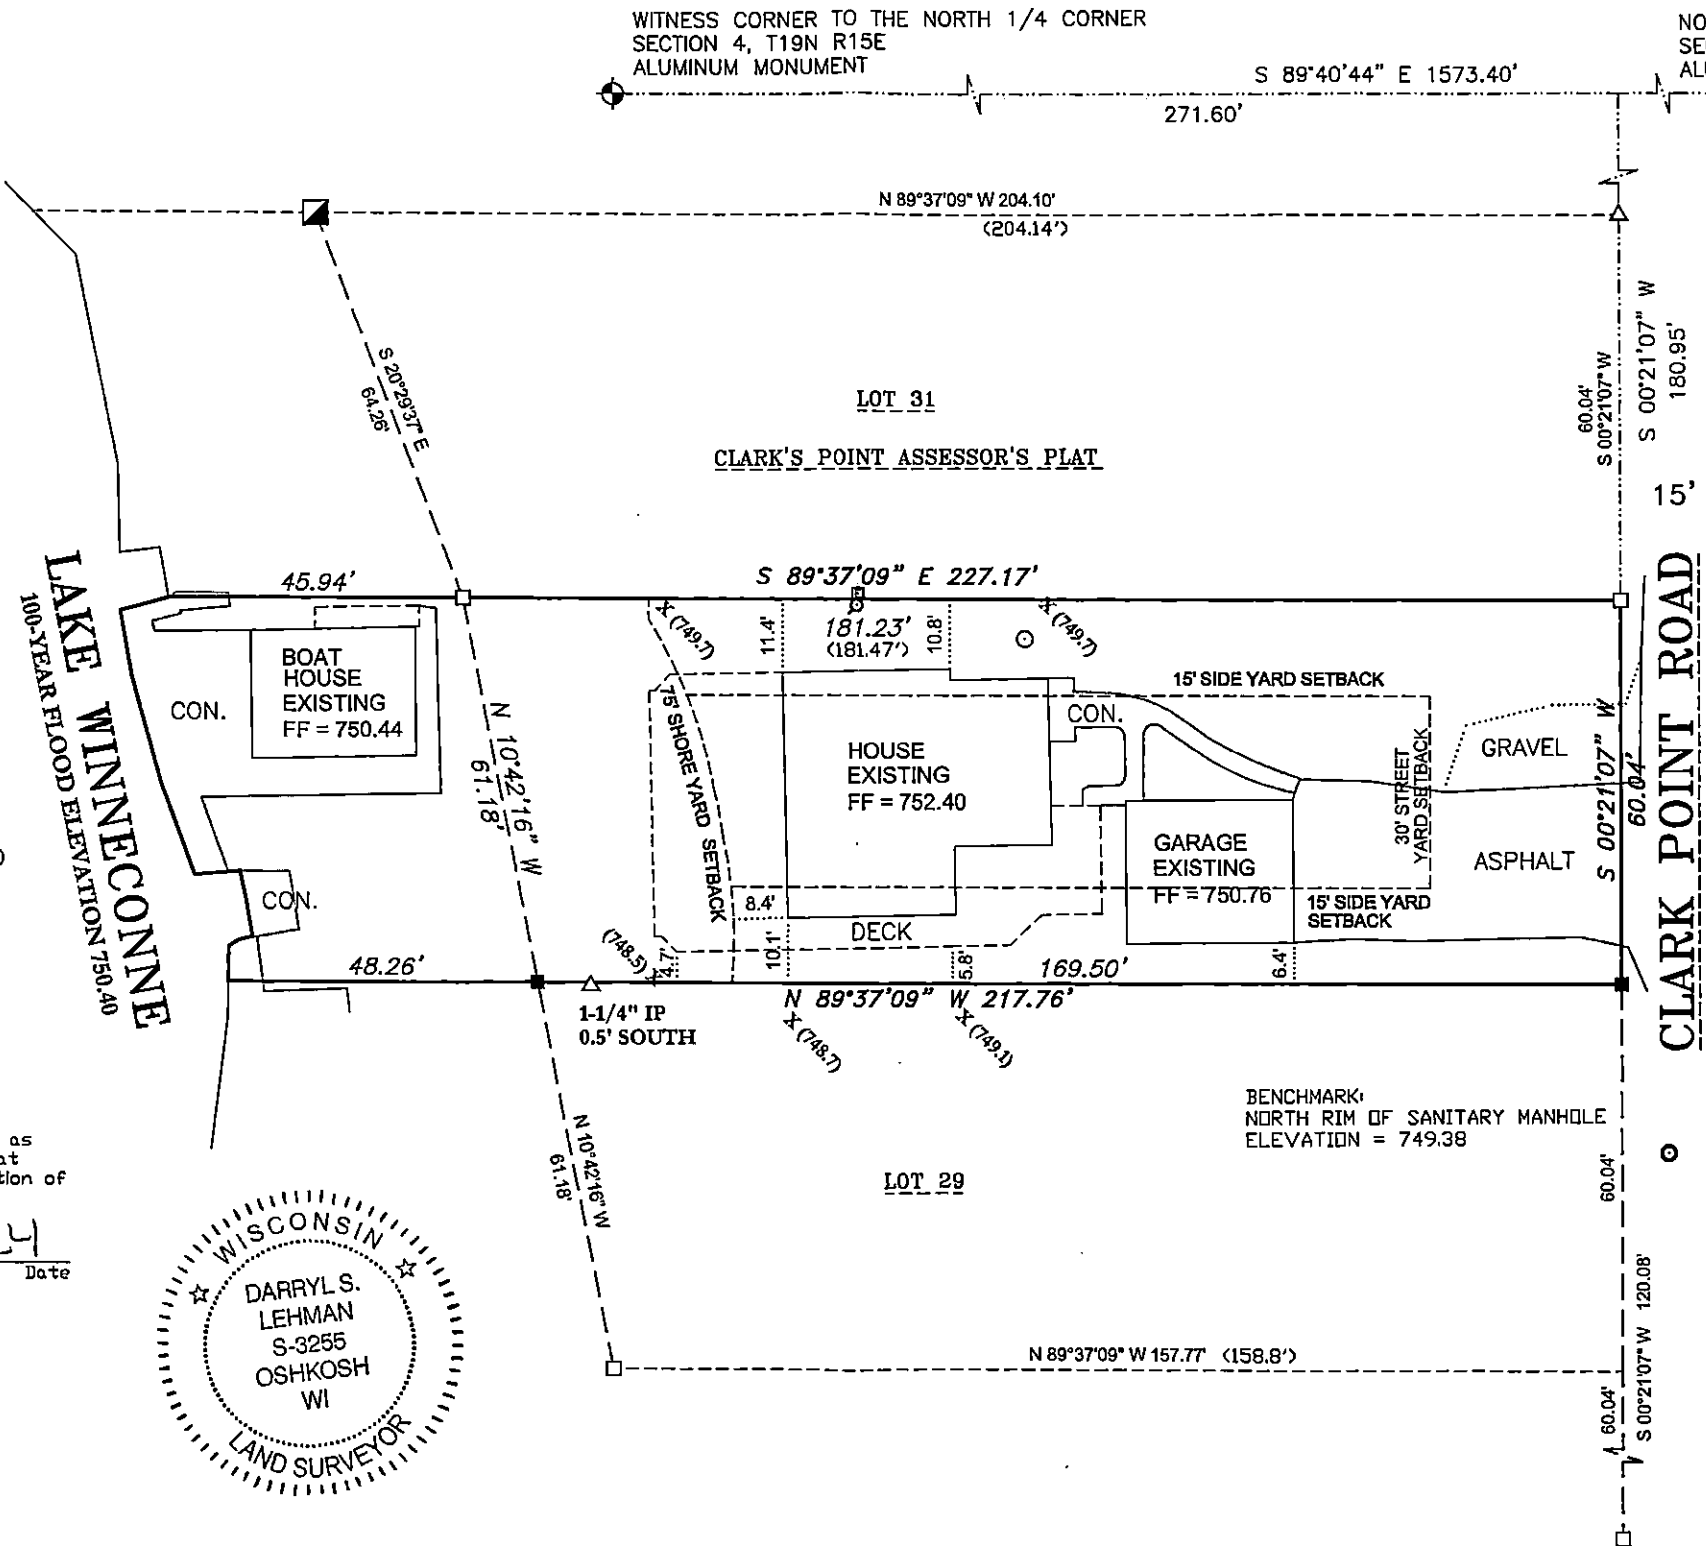 WITNESS CORNER TO THE NORTH 1/4 CORNER
SECTION 4, T19N R15E
ALUMINUM MONUMENT
S 89°40'44" E 1573.40'
271.60'
N 89°37'09" W 204.10'
(204.14')
S 20°29'37" E
64.26'
LOT 31
CLARK'S POINT ASSESSOR'S PLAT
60.04'
S 00°21'07" W
S 00°21'07" W
180.95'
15'
LAKE WINNECONNE
100-YEAR FLOOD ELEVATION 750.40
45.94'
S 89°37'09" E 227.17'
181.23'
(181.47')
11.4'
10.8'
X (749.7)
X (749.7)
BOAT
HOUSE
EXISTING
FF = 750.44
CON.
CON.
N 10°42'16" W
61.18'
75' SHORE YARD SETBACK
HOUSE
EXISTING
FF = 752.40
CON.
15' SIDE YARD SETBACK
30' STREET
YARD SETBACK
GRAVEL
S 00°21'07" W
60.04'
CLARK POINT ROAD
GARAGE
EXISTING
FF = 750.76
ASPHALT
15' SIDE YARD
SETBACK
8.4'
DECK
10.1'
4.7'
5.8'
6.4'
(748.5) X
48.26'
169.50'
N 89°37'09" W 217.76'
1-1/4" IP
0.5' SOUTH
X (748.7)
X (749.1)
BENCHMARK:
NORTH RIM OF SANITARY MANHOLE
ELEVATION = 749.38
N 10°42'16" W
61.18'
LOT 29
60.04'
S 00°21'07" W 120.08'
60.04'
N 89°37'09" W 157.77' (158.8')
as
Date
WISCONSIN
DARRYL S.
LEHMAN
S-3255
OSHKOSH
WI
LAND SURVEYOR